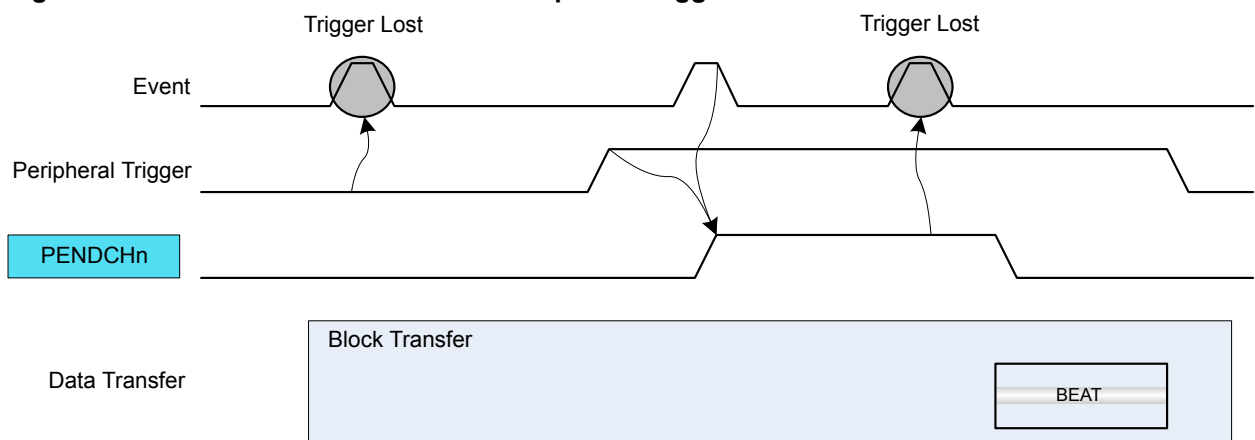 Trigger Lost
Trigger Lost
Event
Peripheral Trigger
PENDCHn
Block Transfer
Data Transfer
BEAT